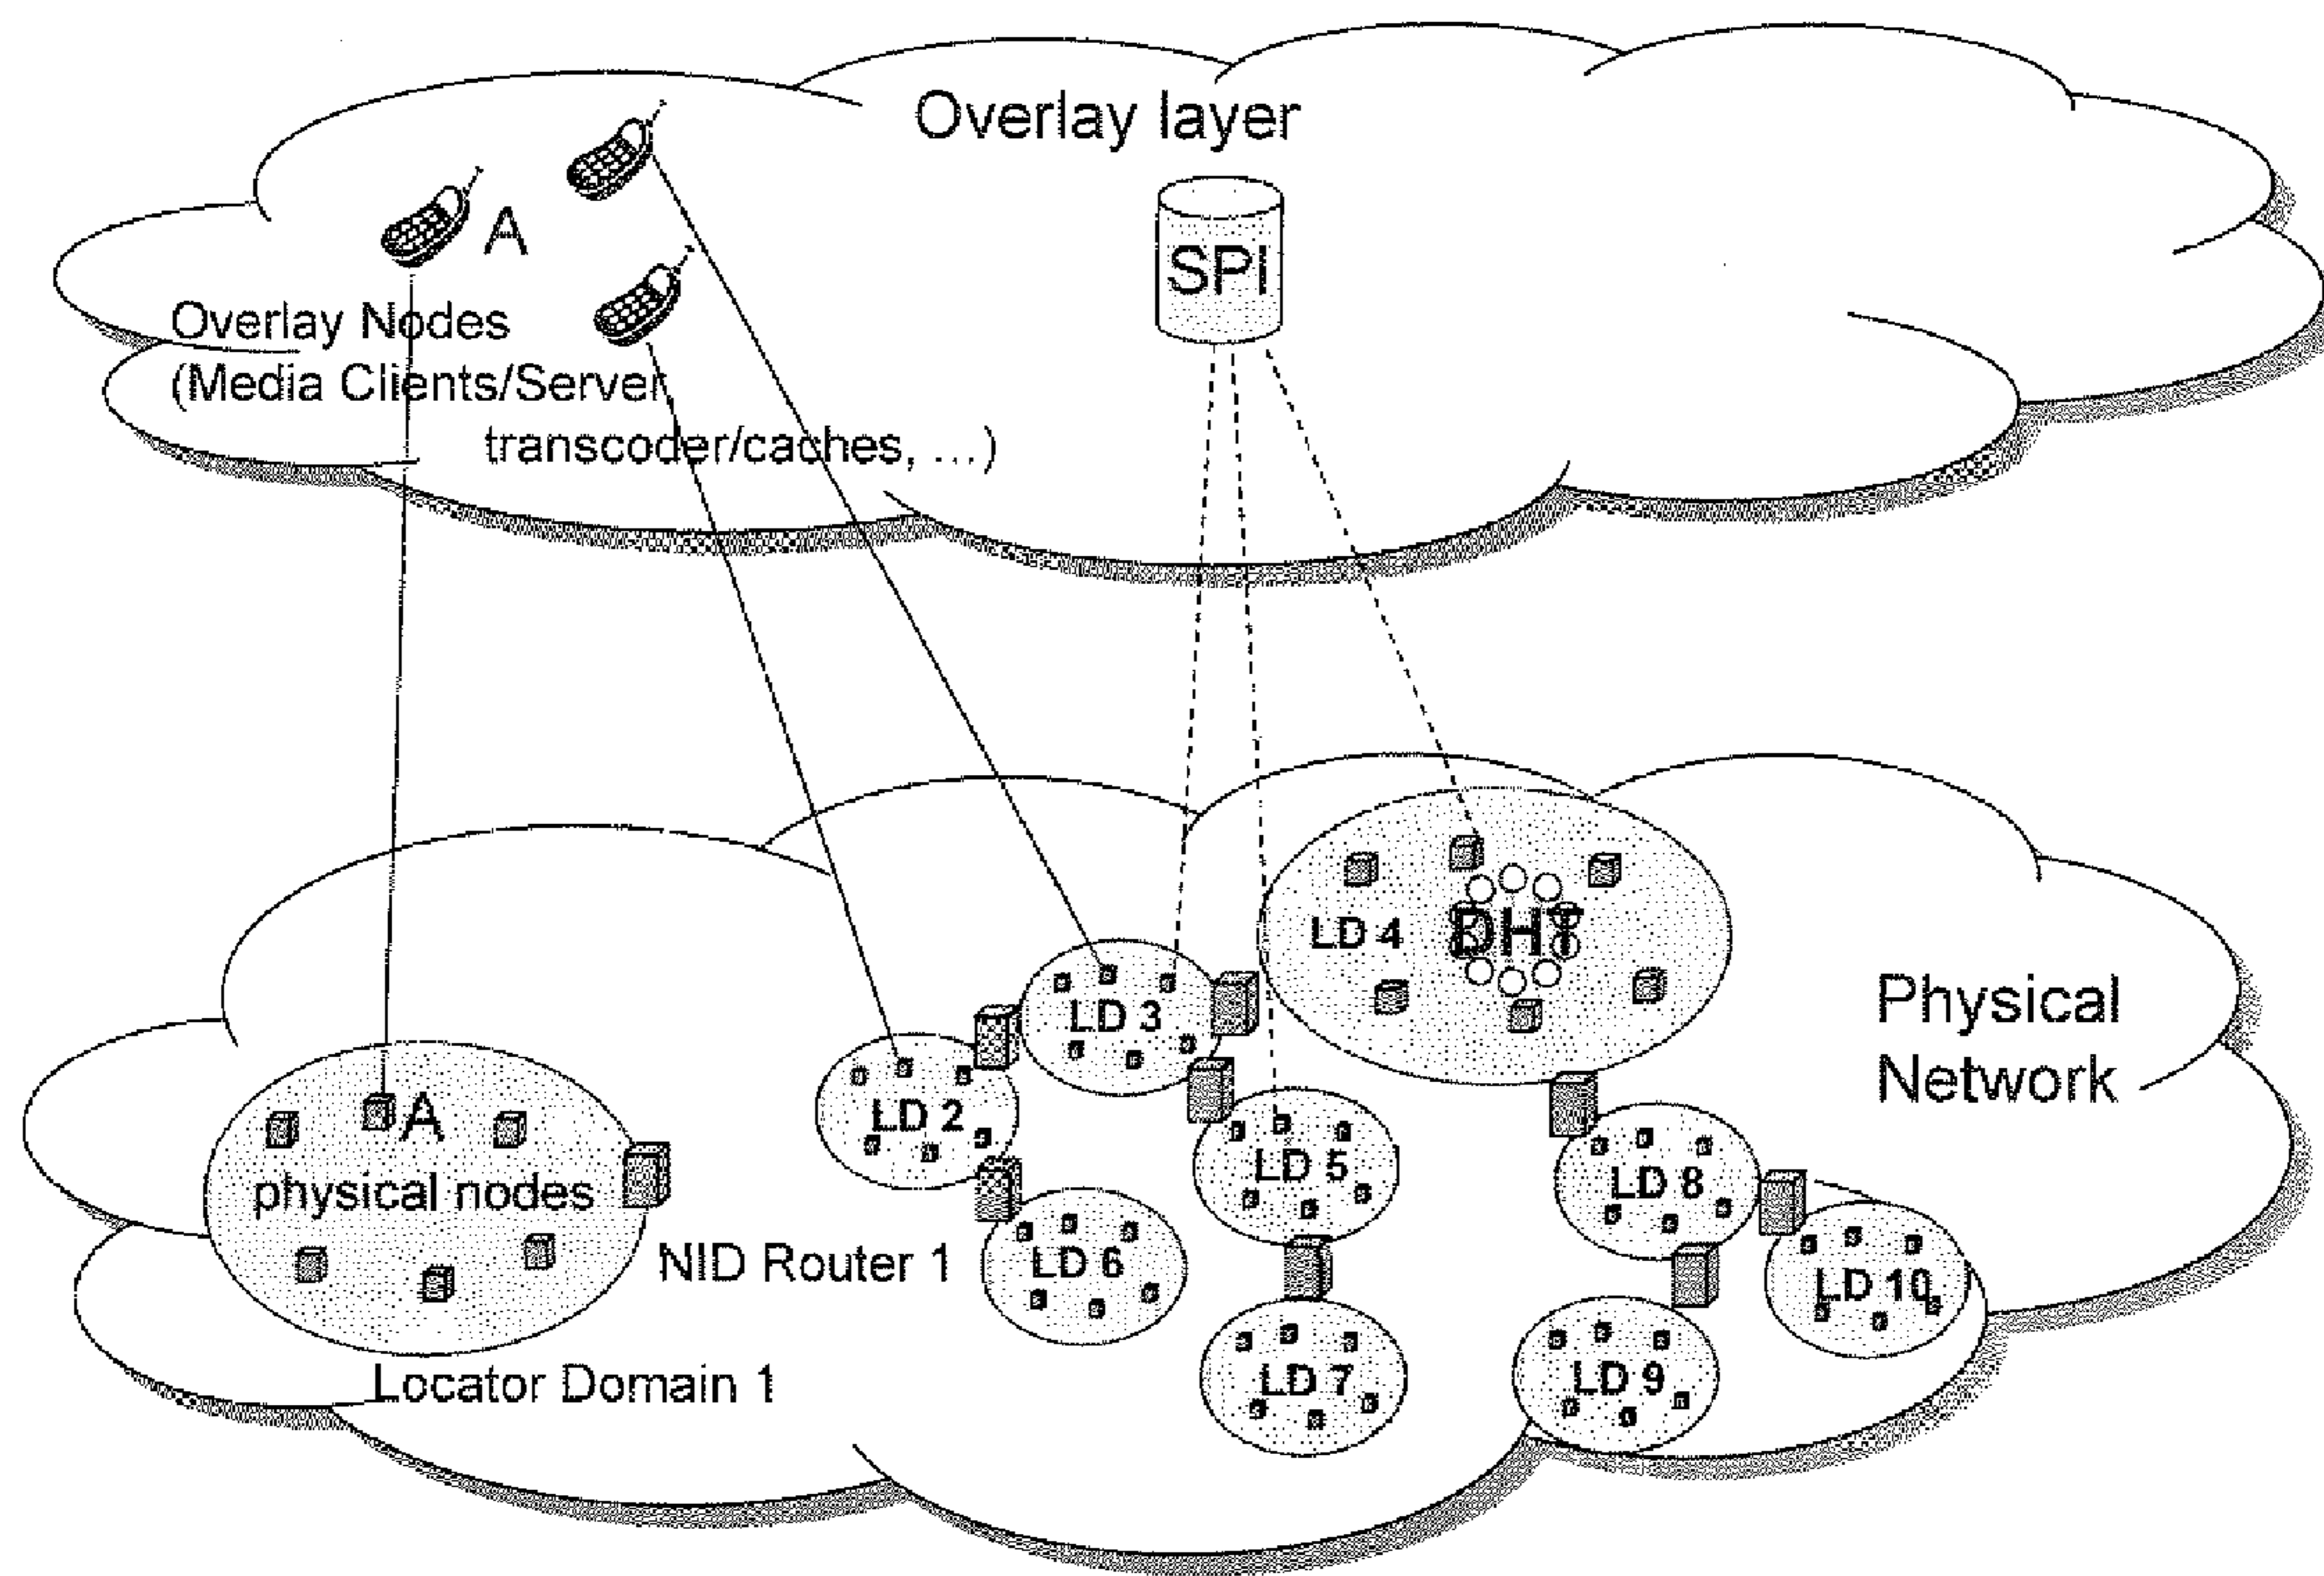 Overlay layer
A
SPI
Overlay Nodes
(Media Clients/Server
transcoder/caches, ...)
LD 4
DHT
LD 3
Physical
Network
LD 2
A
LD 5
LD 8
physical nodes
NID Router 1
LD 6
LD 10
LD 7
LD 9
Locator Domain 1